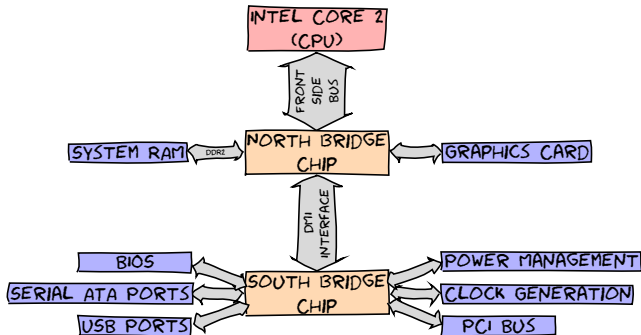 INTEL CORE 2
(CPU)
FRONT
SIDE
BUS
SYSTEM RAM
DDR2
NORTH BRIDGE
CHIP
GRAPHICS CARD
DMI
INTERFACE
BIOS
POWER MANAGEMENT
SERIAL ATA PORTS
SOUTH BRIDGE
CHIP
CLOCK GENERATION
USB PORTS
PCI BUS